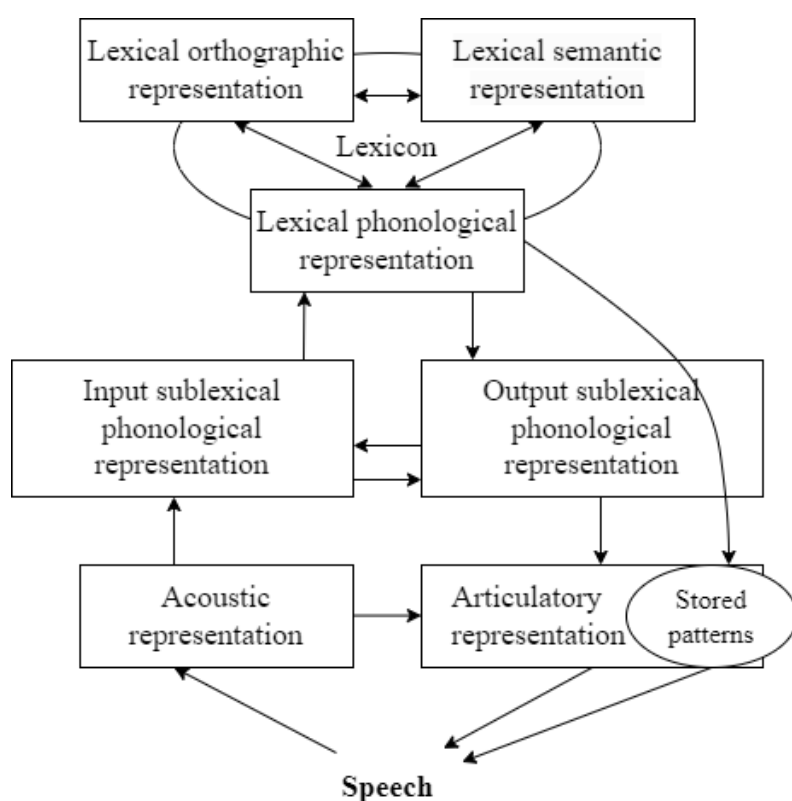 Lexical orthographic
representation
Lexical semantic
representation
Lexicon
Lexical phonological
representation
Input sublexical
phonological
representation
Output sublexical
phonological
representation
Acoustic
representation
Articulatory
representation
Stored
patterns
Speech